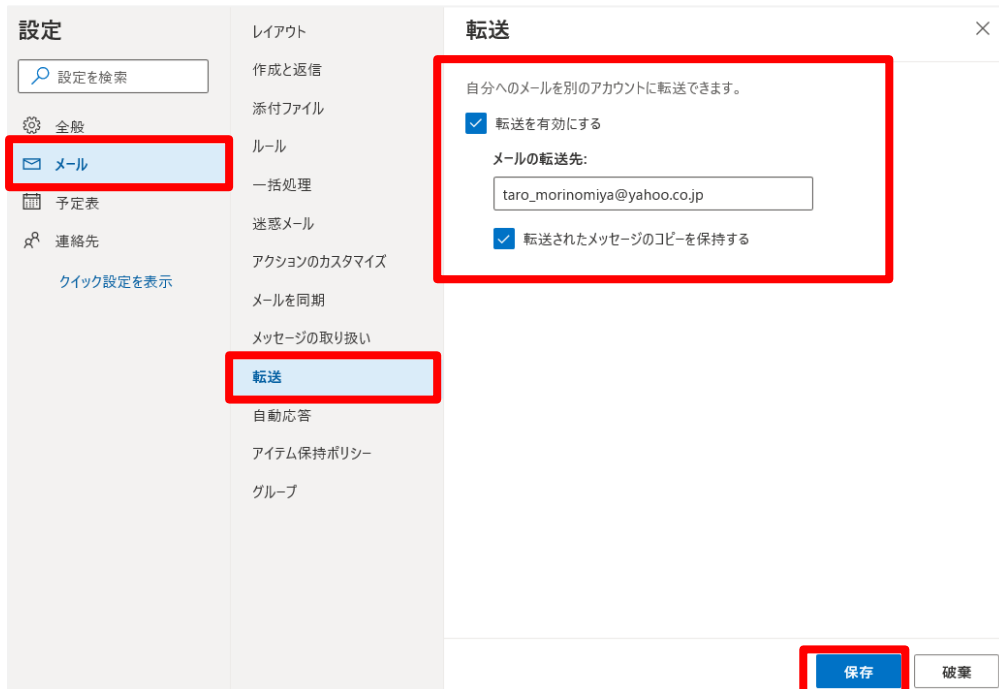 設定
設定を検索
全般
メール
予定表
連絡先
クイック設定を表示
レイアウト
作成と返信
添付ファイル
ルール
一括処理
迷惑メール
アクションのカスタマイズ
メールを同期
メッセージの取り扱い
転送
自動応答
アイテム保持ポリシー
グループ
転送
自分へのメールを別のアカウントに転送できます。
転送を有効にする
メールの転送先:
taro_morinomiya@yahoo.co.jp
転送されたメッセージのコピーを保持する
保存
破棄